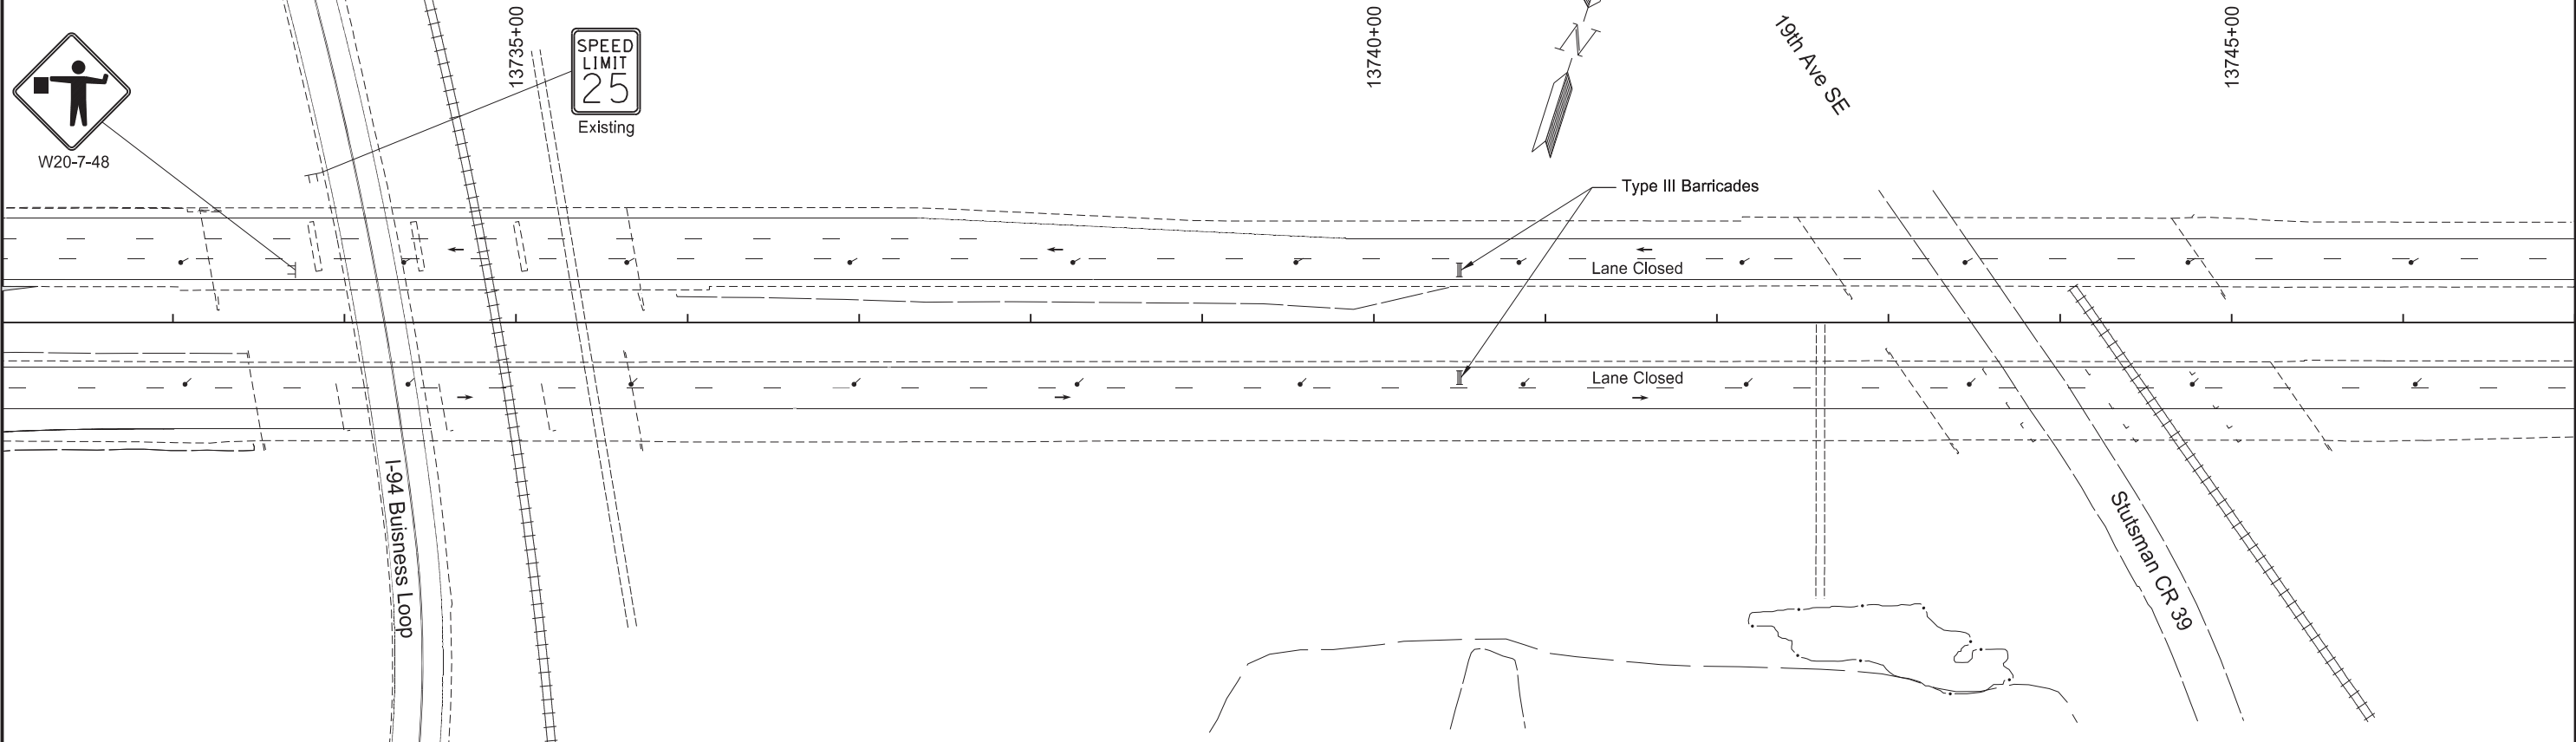 W20-7-48
SPEED
LIMIT
25
Existing
13735+00
13740+00
N
19th Ave SE
13745+00
Type III Barricades
Lane Closed
Lane Closed
I-94 Buisness Loop
Stutsman CR 39